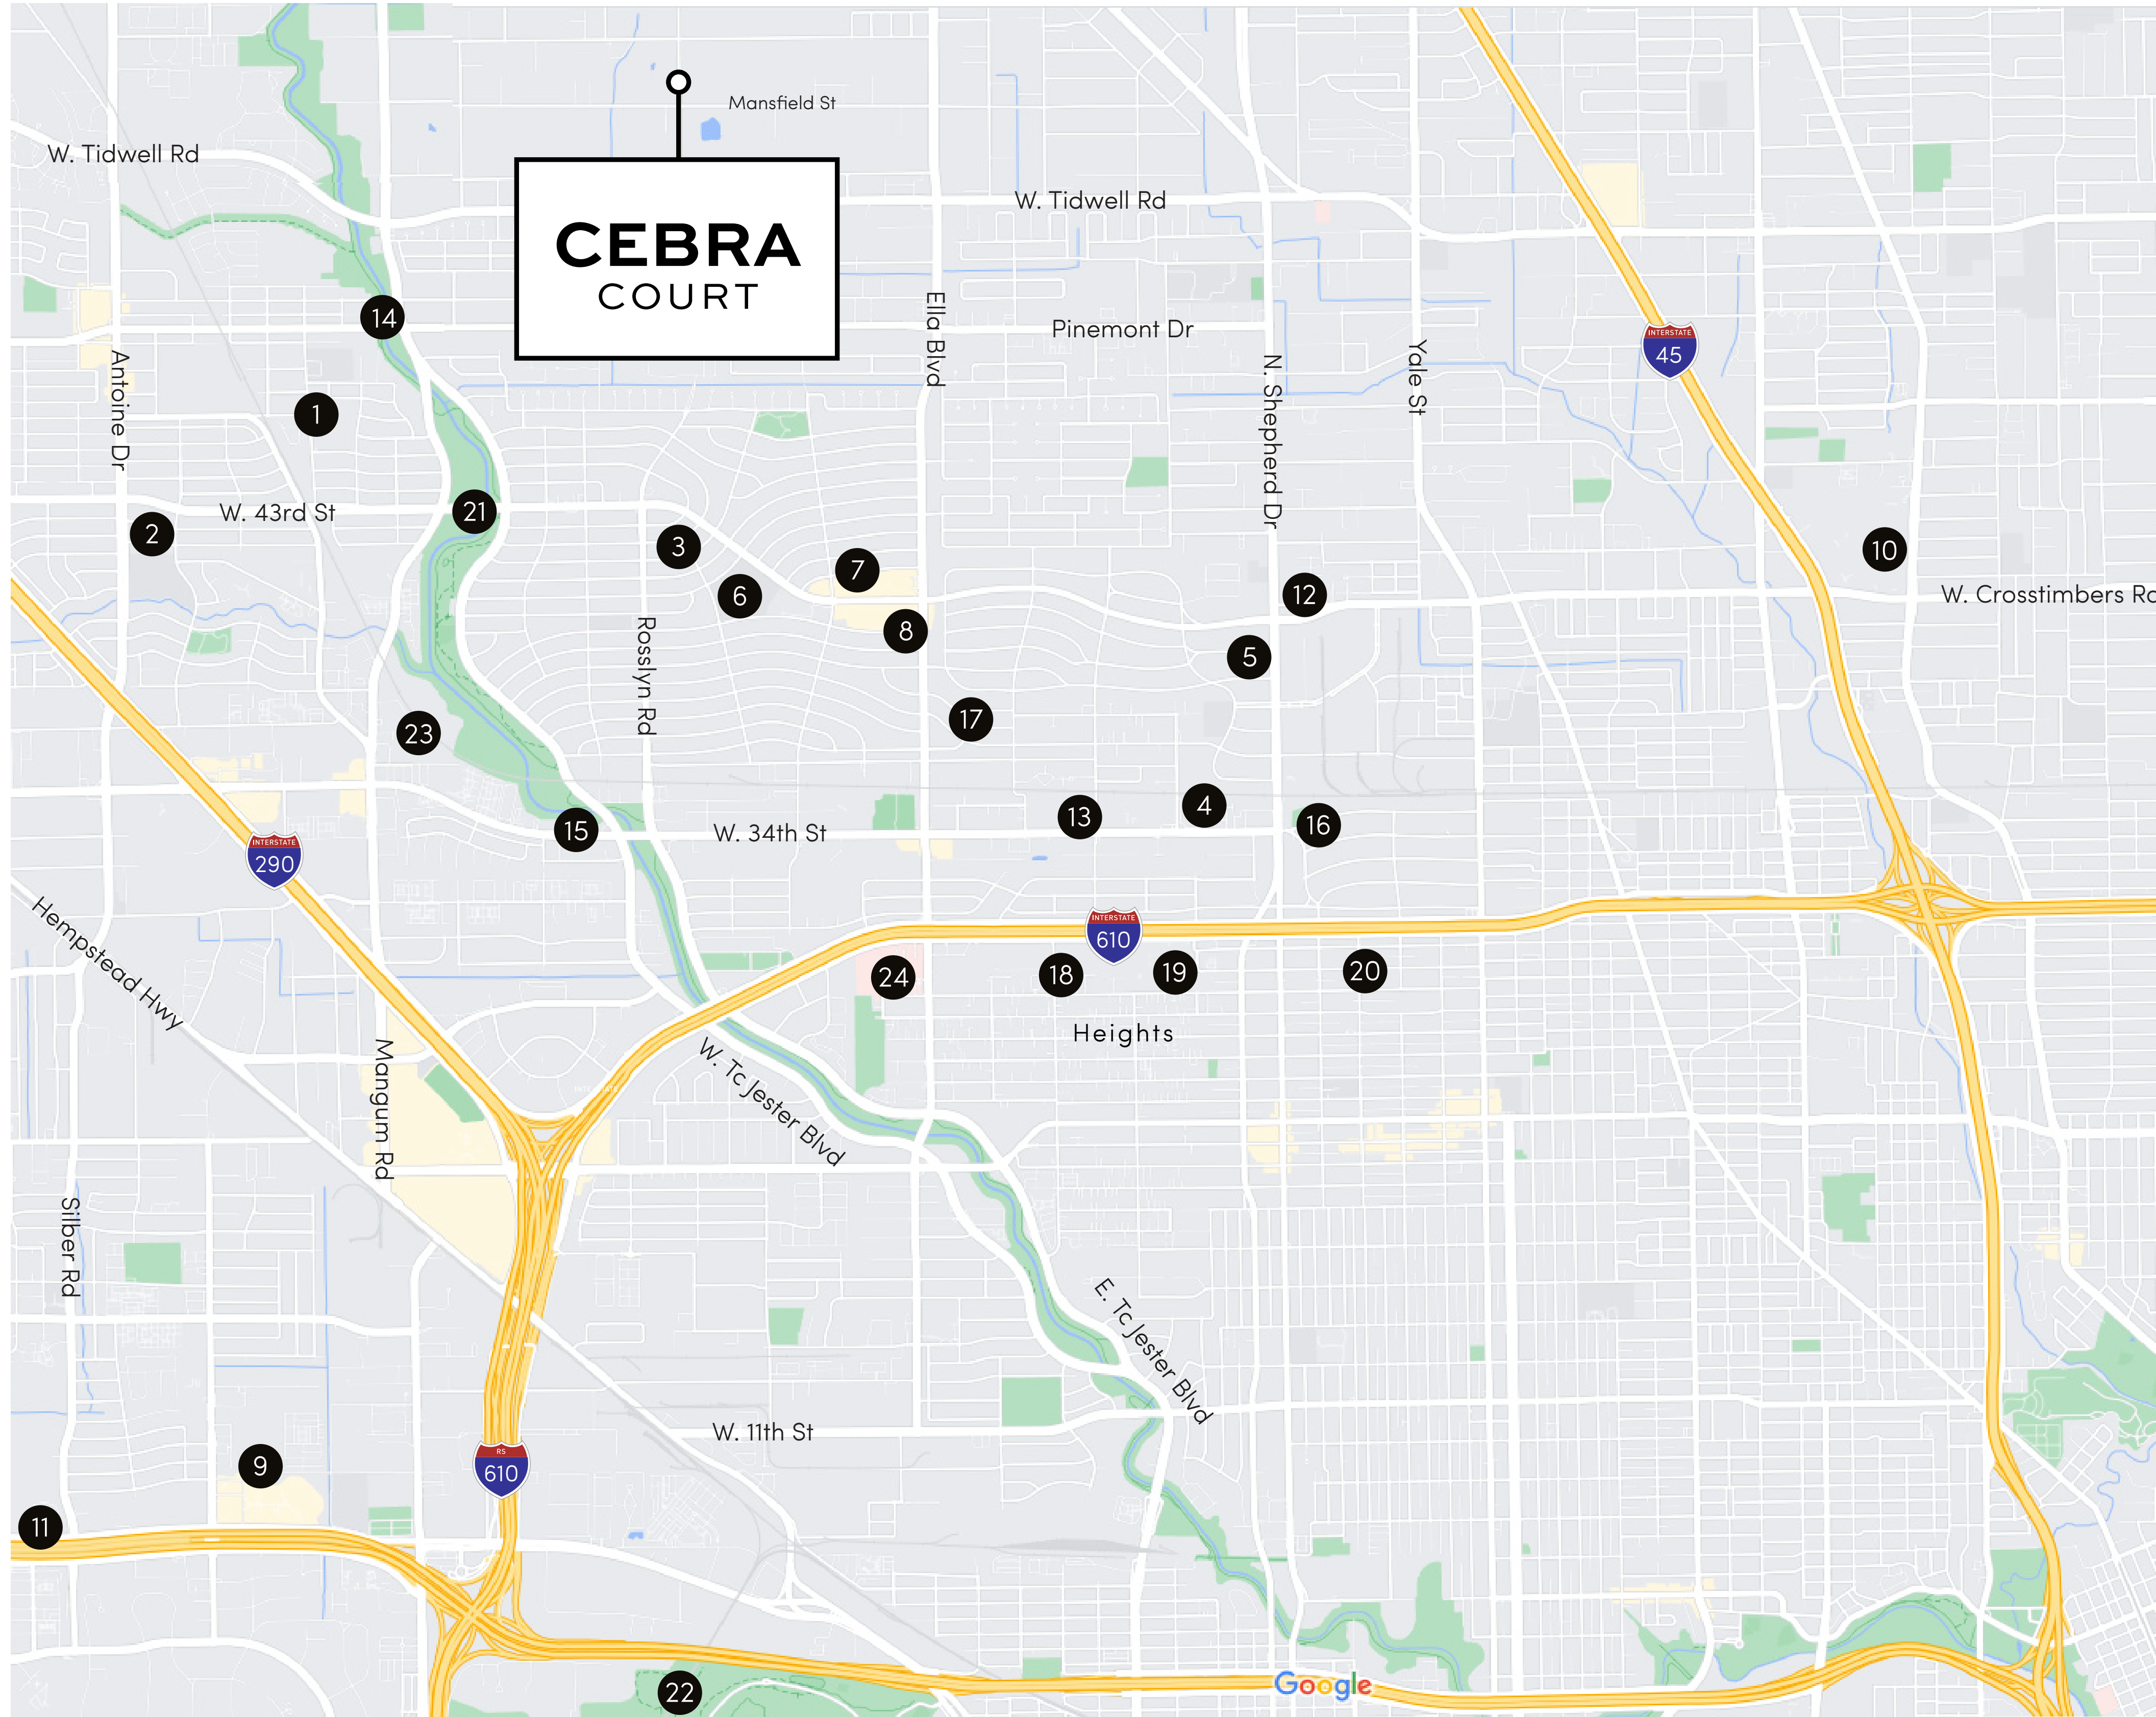 Mansfield St
W. Tidwell Rd
CEBRA
COURT
W. Tidwell Rd
Ella Blvd
Pinemont Dr
14
INTERSTATE
45
Antoine Dr
N. Shepherd Dr
Yale St
1
W. 43rd St
21
2
3
10
7
6
12
W. Crosstimbers Rd
8
Rosslyn Rd
5
17
23
4
13
16
15
W. 34th St
INTERSTATE
290
Hempstead Hwy
INTERSTATE
610
24
18
19
20
Heights
Mangum Rd
W. Tc Jester Blvd
Silber Rd
E. Tc Jester Blvd
W. 11th St
9
RS
610
11
22
Google